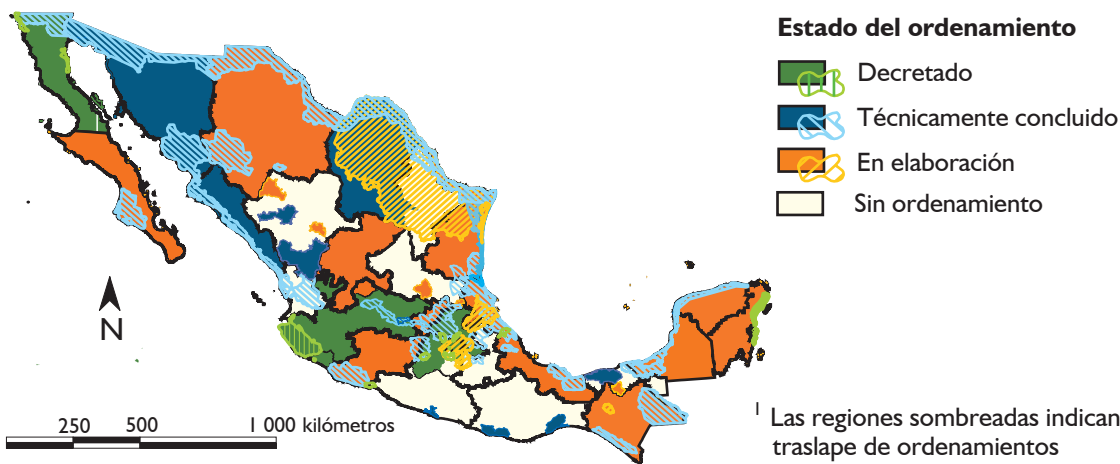 Estado del ordenamiento
Decretado
Técnicamente concluido
En elaboración
Sin ordenamiento
N
250 500 1 000 kilómetros
1 Las regiones sombreadas indican
traslape de ordenamientos